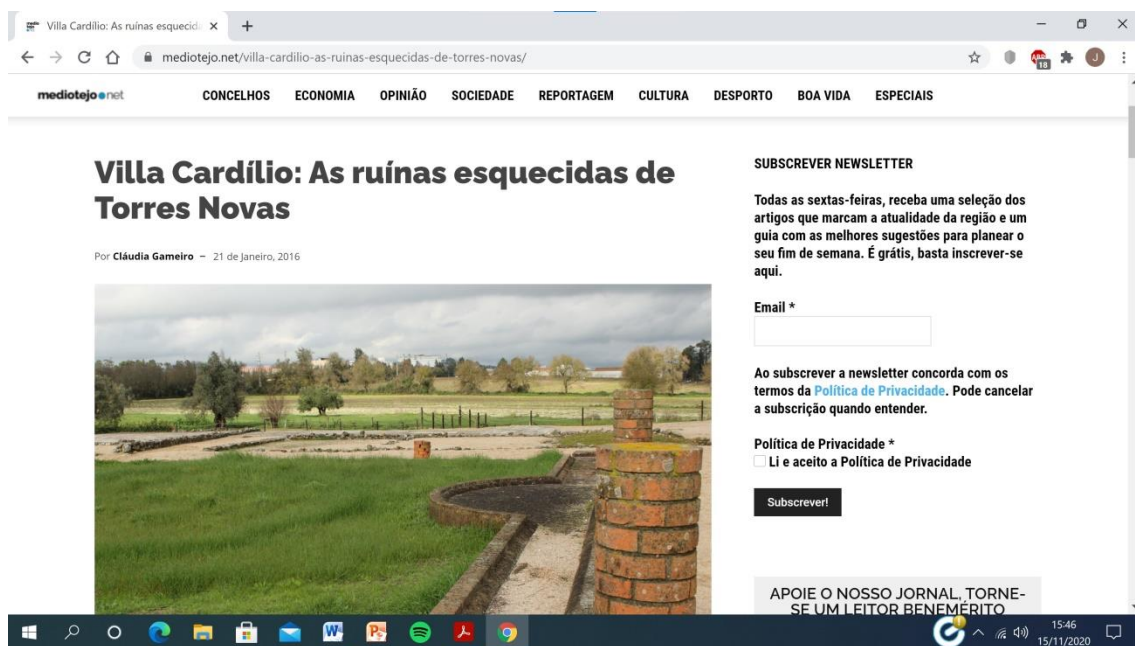 Villa Cardílio: As ruínas esquecid
mediotejo.net/villa-cardilio-as-ruinas-esquecidas-de-torres-novas/
18
J
mediotejo net
CONCELHOS ECONOMIA OPINIÃO SOCIEDADE REPORTAGEM CULTURA DESPORTO BOA VIDA ESPECIAIS
Villa Cardílio: As ruínas esquecidas de
Torres Novas
Por Cláudia Gameiro – 21 de Janeiro, 2016
SUBSCREVER NEWSLETTER
Todas as sextas-feiras, receba uma seleção dos
artigos que marcam a atualidade da região e um
guia com as melhores sugestões para planear o
seu fim de semana. É grátis, basta inscrever-se
aqui.
Email *
Ao subscrever a newsletter concorda com os
termos da Política de Privacidade. Pode cancelar
a subscrição quando entender.
Política de Privacidade *
Li e aceito a Política de Privacidade
Subscrever!
APOIE O NOSSO JORNAL, TORNE-
SE UM LEITOR BENEMÉRITO
15:46
15/11/2020